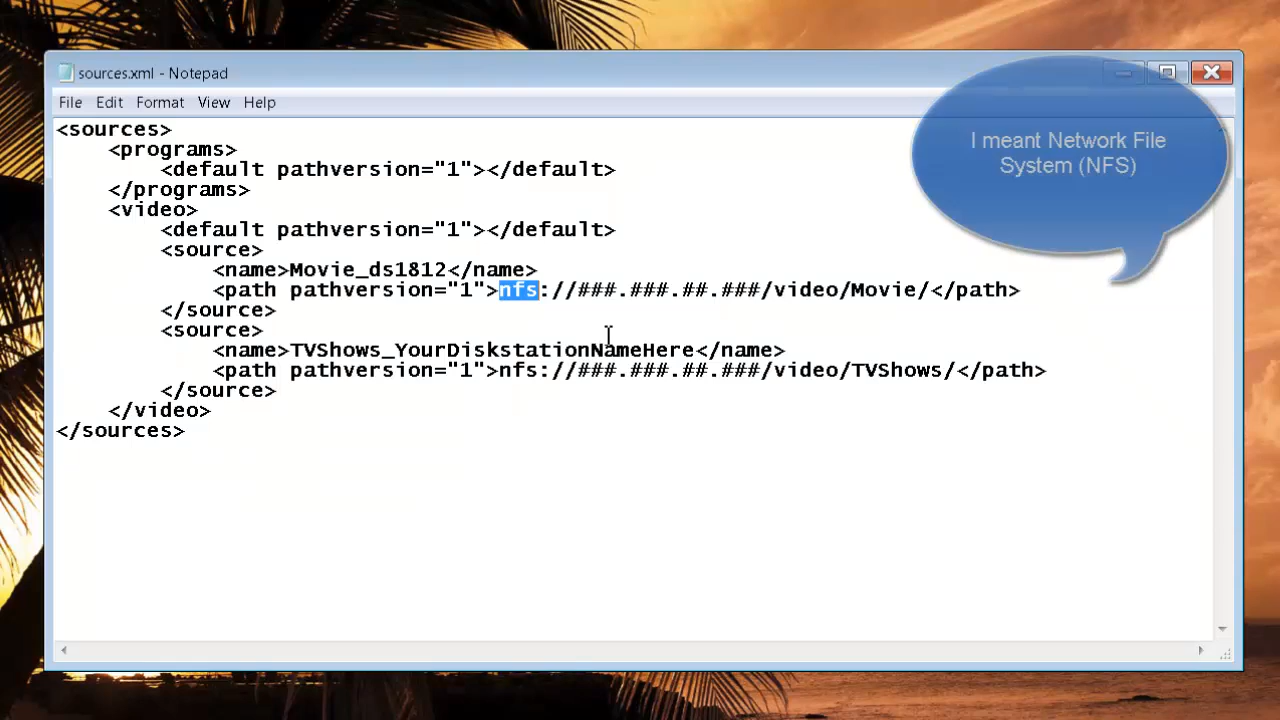 sources.xml - Notepad
File Edit Format View Help
I meant Network File
System (NFS)
<sources>
    <programs>
        <default pathversion="1"></default>
    </programs>
    <video>
        <default pathversion="1"></default>
        <source>
            <name>Movie_ds1812</name>
            <path pathversion="1">nfs://###.###.##.###/video/Movie/</path>
        </source>
        <source>
            <name>TVShows_YourDiskstationNameHere</name>
            <path pathversion="1">nfs://###.###.##.###/video/TVShows/</path>
        </source>
    </video>
</sources>